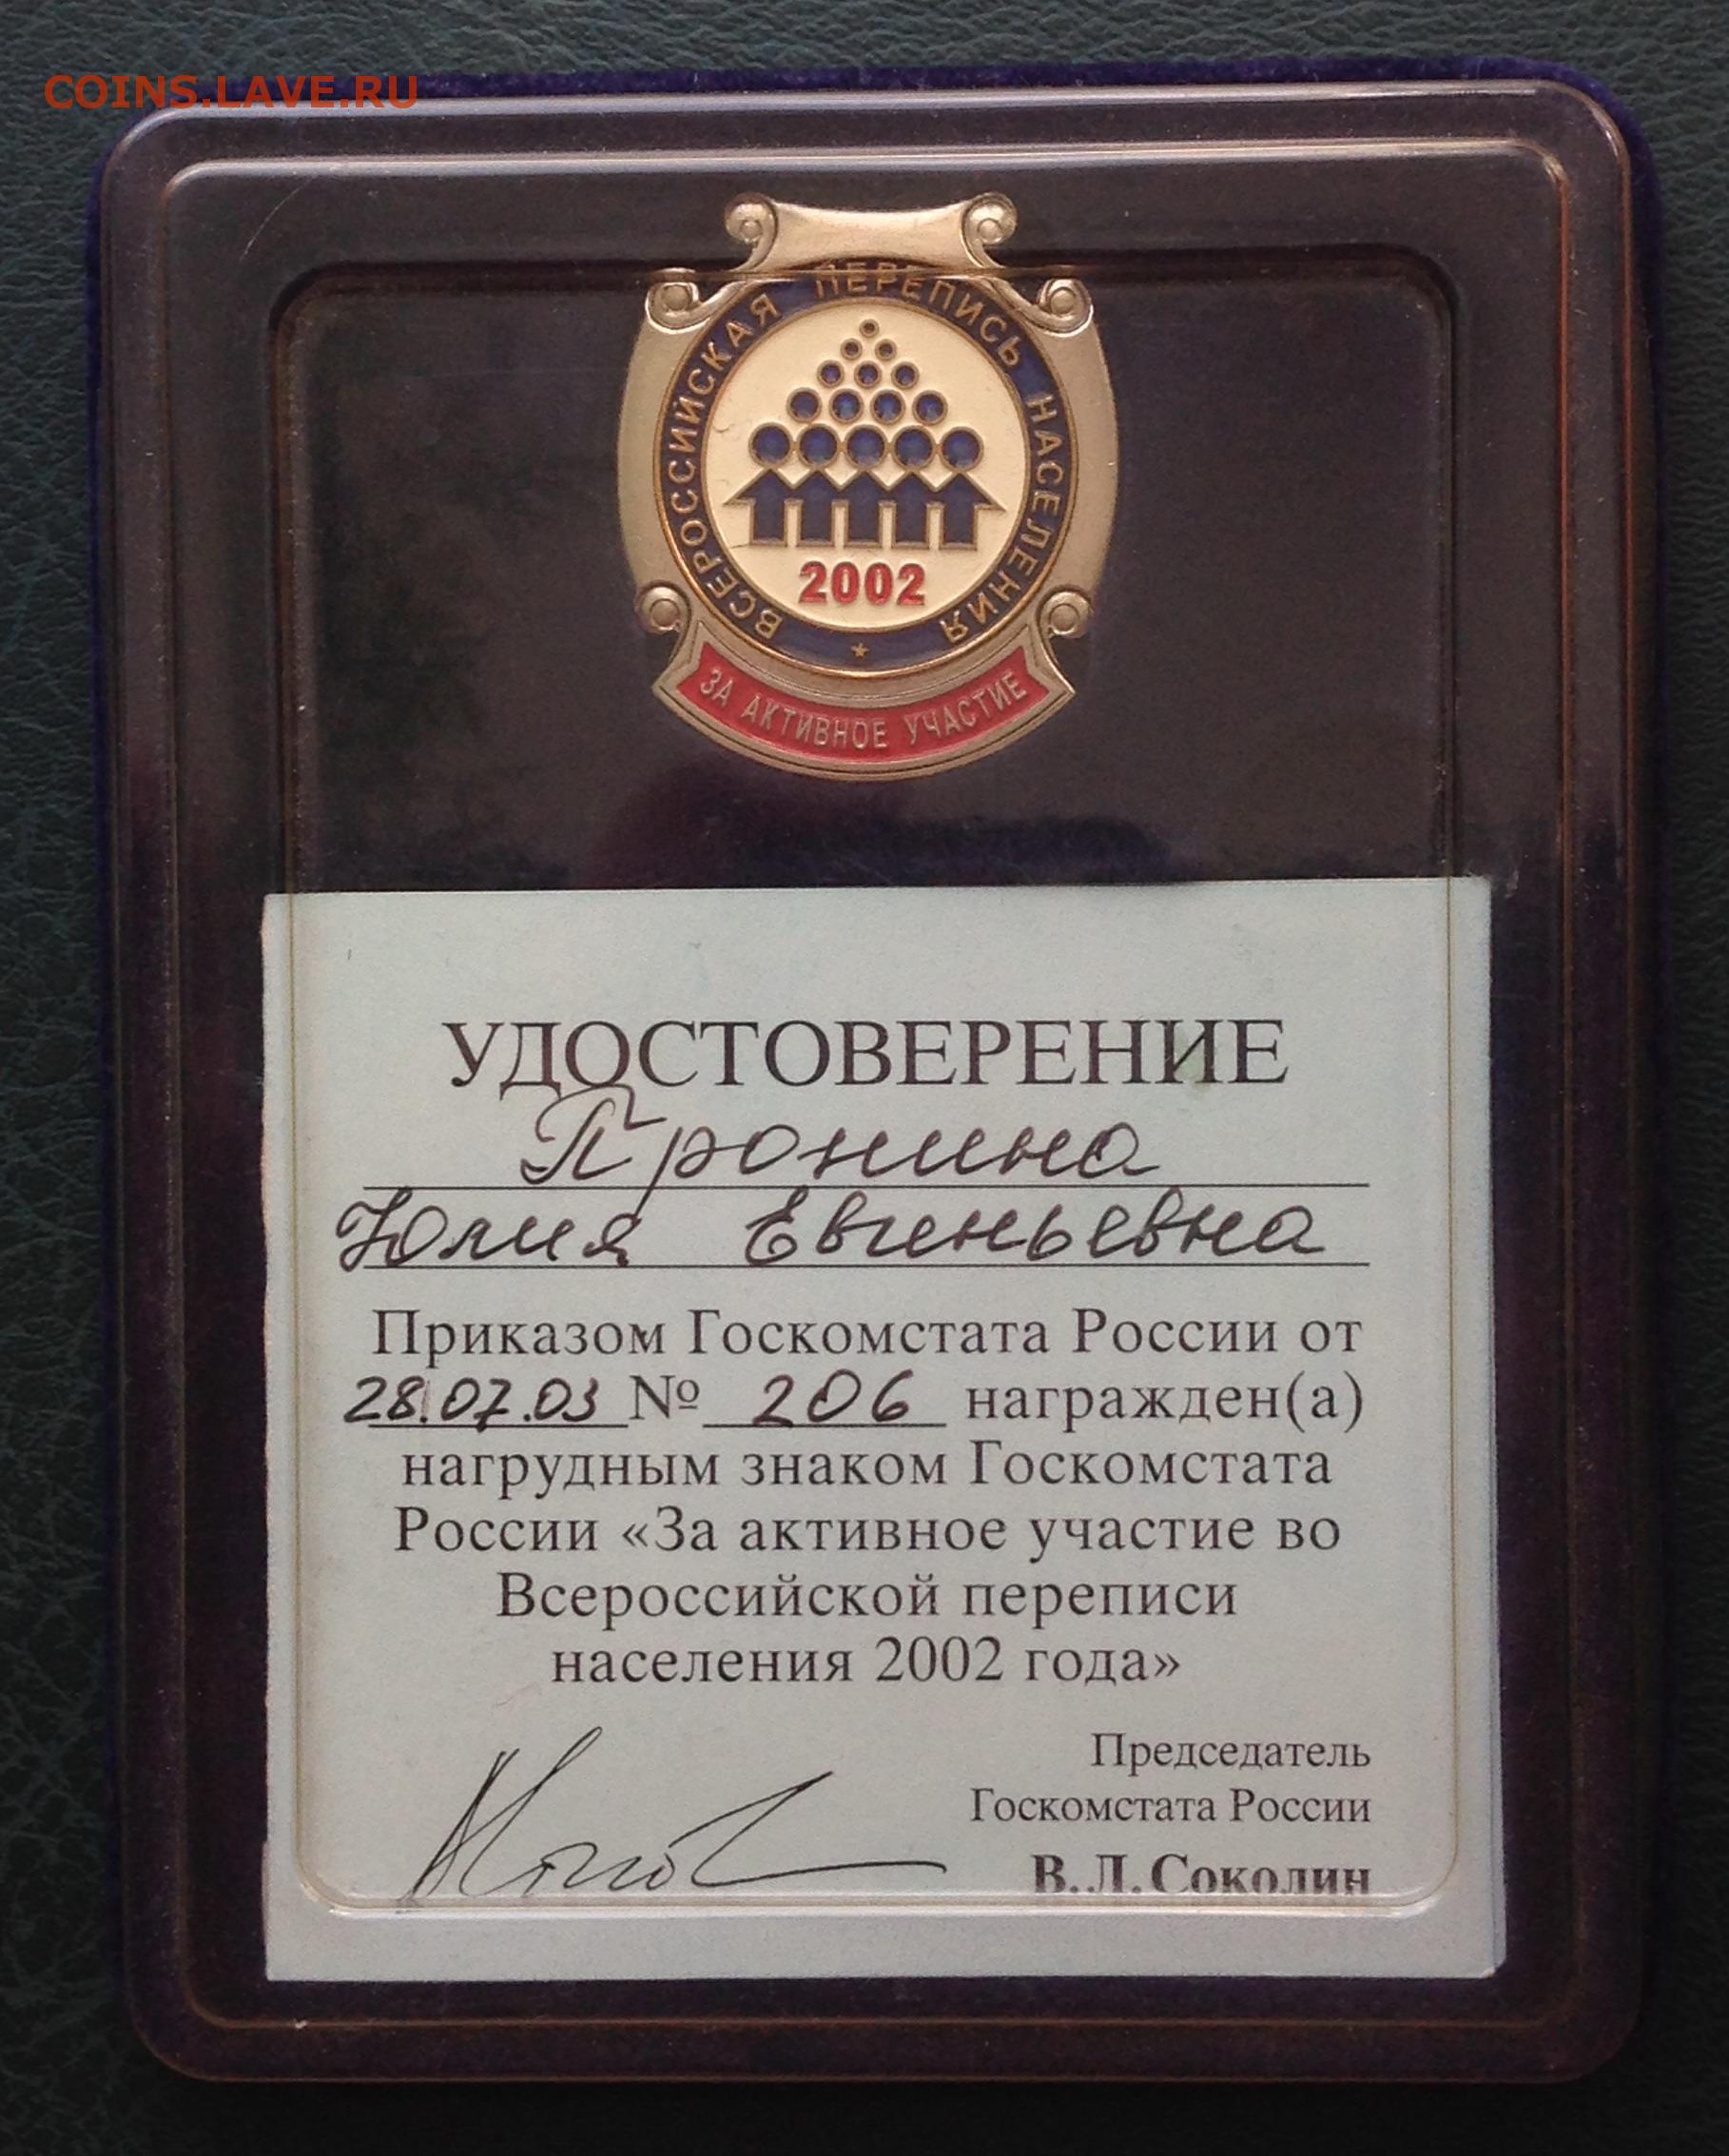 COINS.LAVE.RU
ВСЕРОССИЙСКАЯ ПЕРЕПИСЬ НАСЕЛЕНИЯ
2002
ЗА АКТИВНОЕ УЧАСТИЕ
УДОСТОВЕРЕНИЕ
Пронина
Юлия Евгеньевна
Приказом Госкомстата России от
28.07.03 № 206 награжден(а)
нагрудным знаком Госкомстата
России «За активное участие во
Всероссийской переписи
населения 2002 года»
Председатель
Госкомстата России
В. Л. Соколин